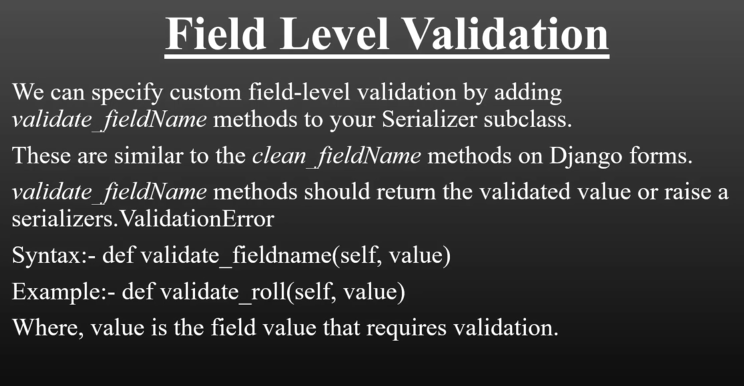 Field Level Validation
We can specify custom field-level validation by adding
validate_fieldName methods to your Serializer subclass.
These are similar to the clean_fieldName methods on Django forms.
validate_fieldName methods should return the validated value or raise a
serializers.ValidationError
Syntax:- def validate_fieldname(self, value)
Example:- def validate_roll(self, value)
Where, value is the field value that requires validation.